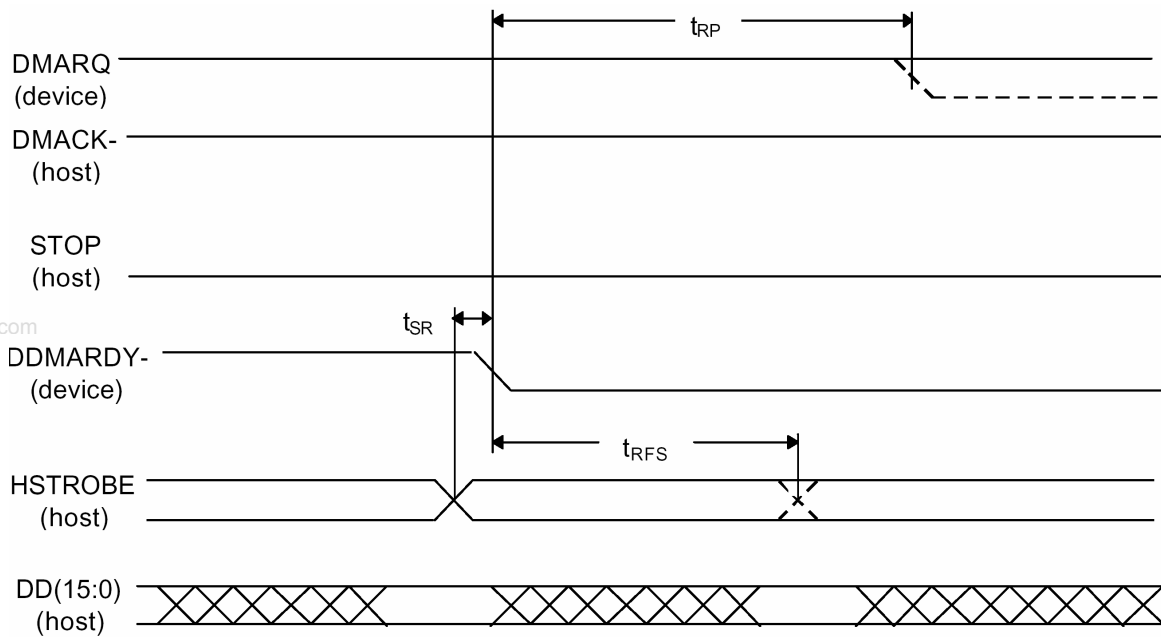 tRP
DMARQ
(device)
DMACK-
(host)
STOP
(host)
com
tSR
DDMARDY-
(device)
tRFS
HSTROBE
(host)
DD(15:0)
(host)